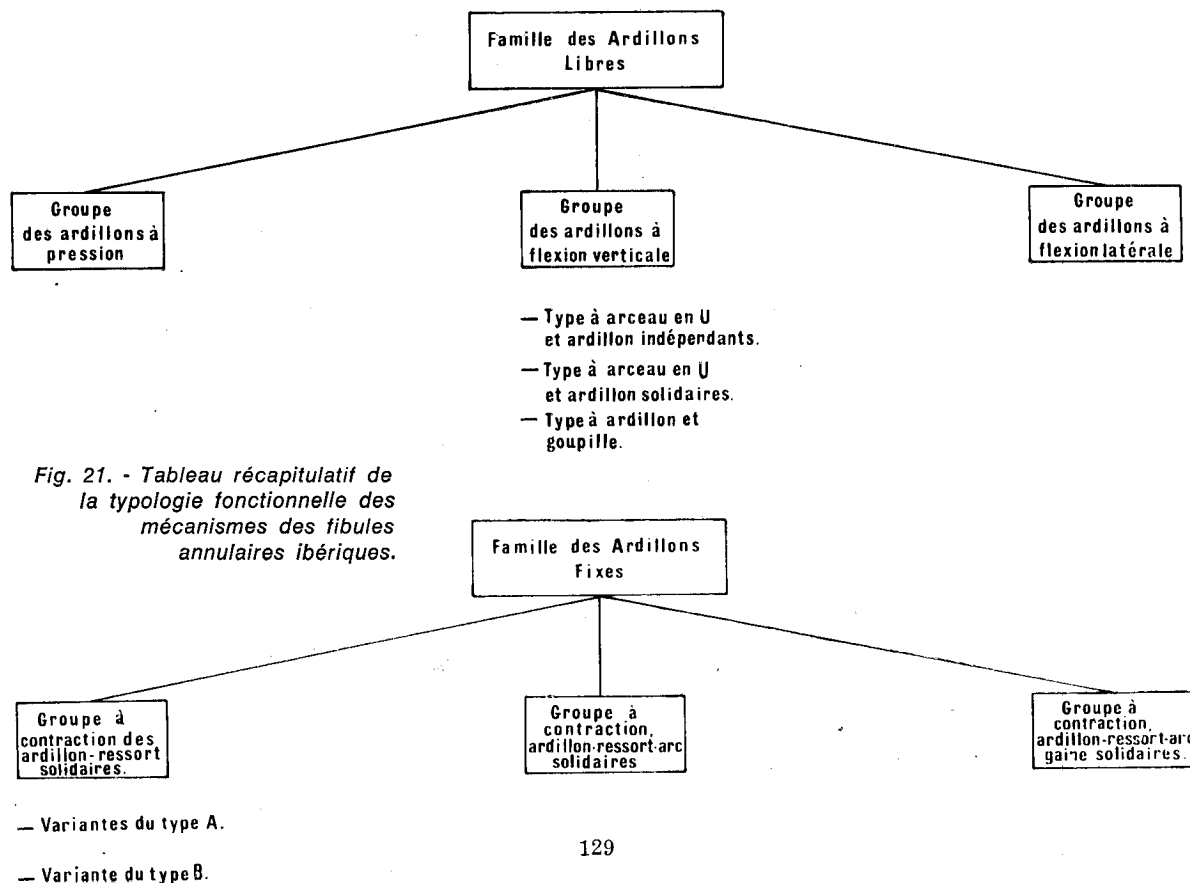 Famille des Ardillons
Libres
Groupe
des ardillons à
pression
Groupe
des ardillons à
flexion verticale
Groupe
des ardillons à
flexion latérale
— Type à arceau en U
et ardillon indépendants.
— Type à arceau en U
et ardillon solidaires.
— Type à ardillon et
goupille.
Fig. 21. - Tableau récapitulatif de
la typologie fonctionnelle des
mécanismes des fibules
annulaires ibériques.
Famille des Ardillons
Fixes
Groupe à
contraction des
ardillon-ressort
solidaires.
Groupe à
contraction,
ardillon-ressort-arc
solidaires
Groupe à
contraction,
ardillon-ressort-arc
gaine solidaires.
— Variantes du type A.
— Variante du type B.
129